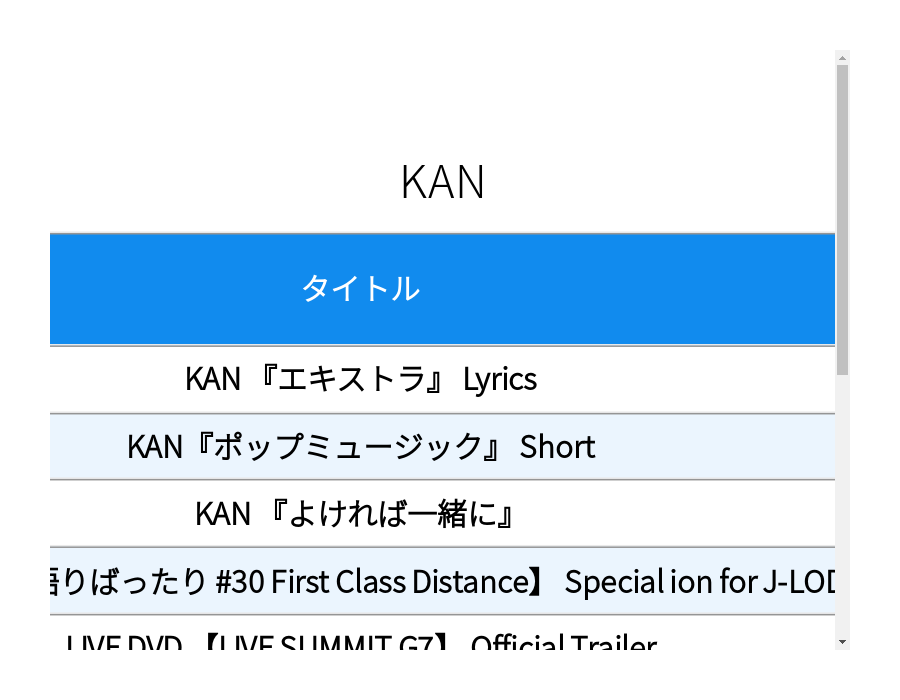 KAN
タイトル
KAN 『エキストラ』 Lyrics
KAN『ポップミュージック』 Short
KAN 『よければ一緒に』
りばったり #30 First Class Distance】 Special ion for J-LOD
LIVE DVD 【LIVE SUMMIT G7】 Official Trailer